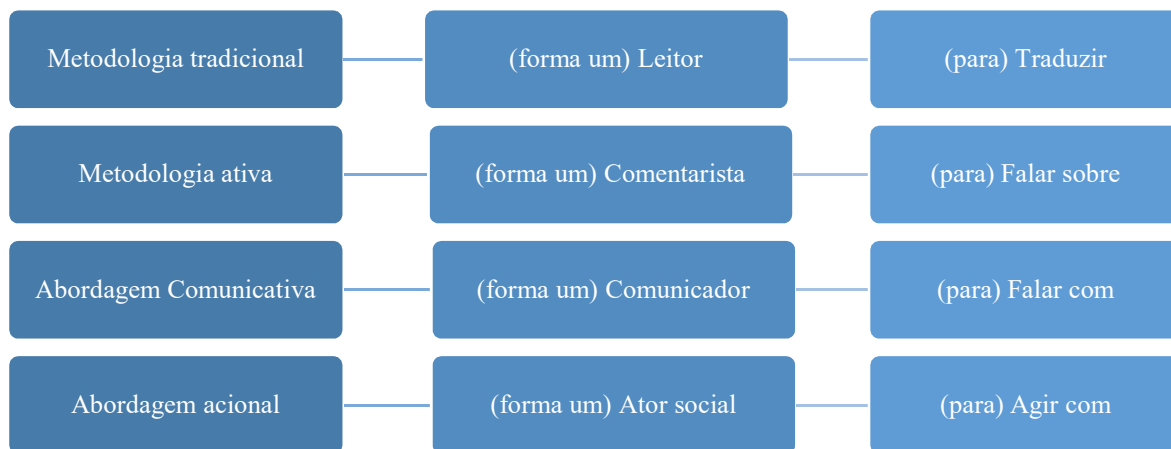 Metodologia tradicional (forma um) Leitor (para) Traduzir
Metodologia ativa (forma um) Comentarista (para) Falar sobre
Abordagem Comunicativa (forma um) Comunicador (para) Falar com
Abordagem acional (forma um) Ator social (para) Agir com